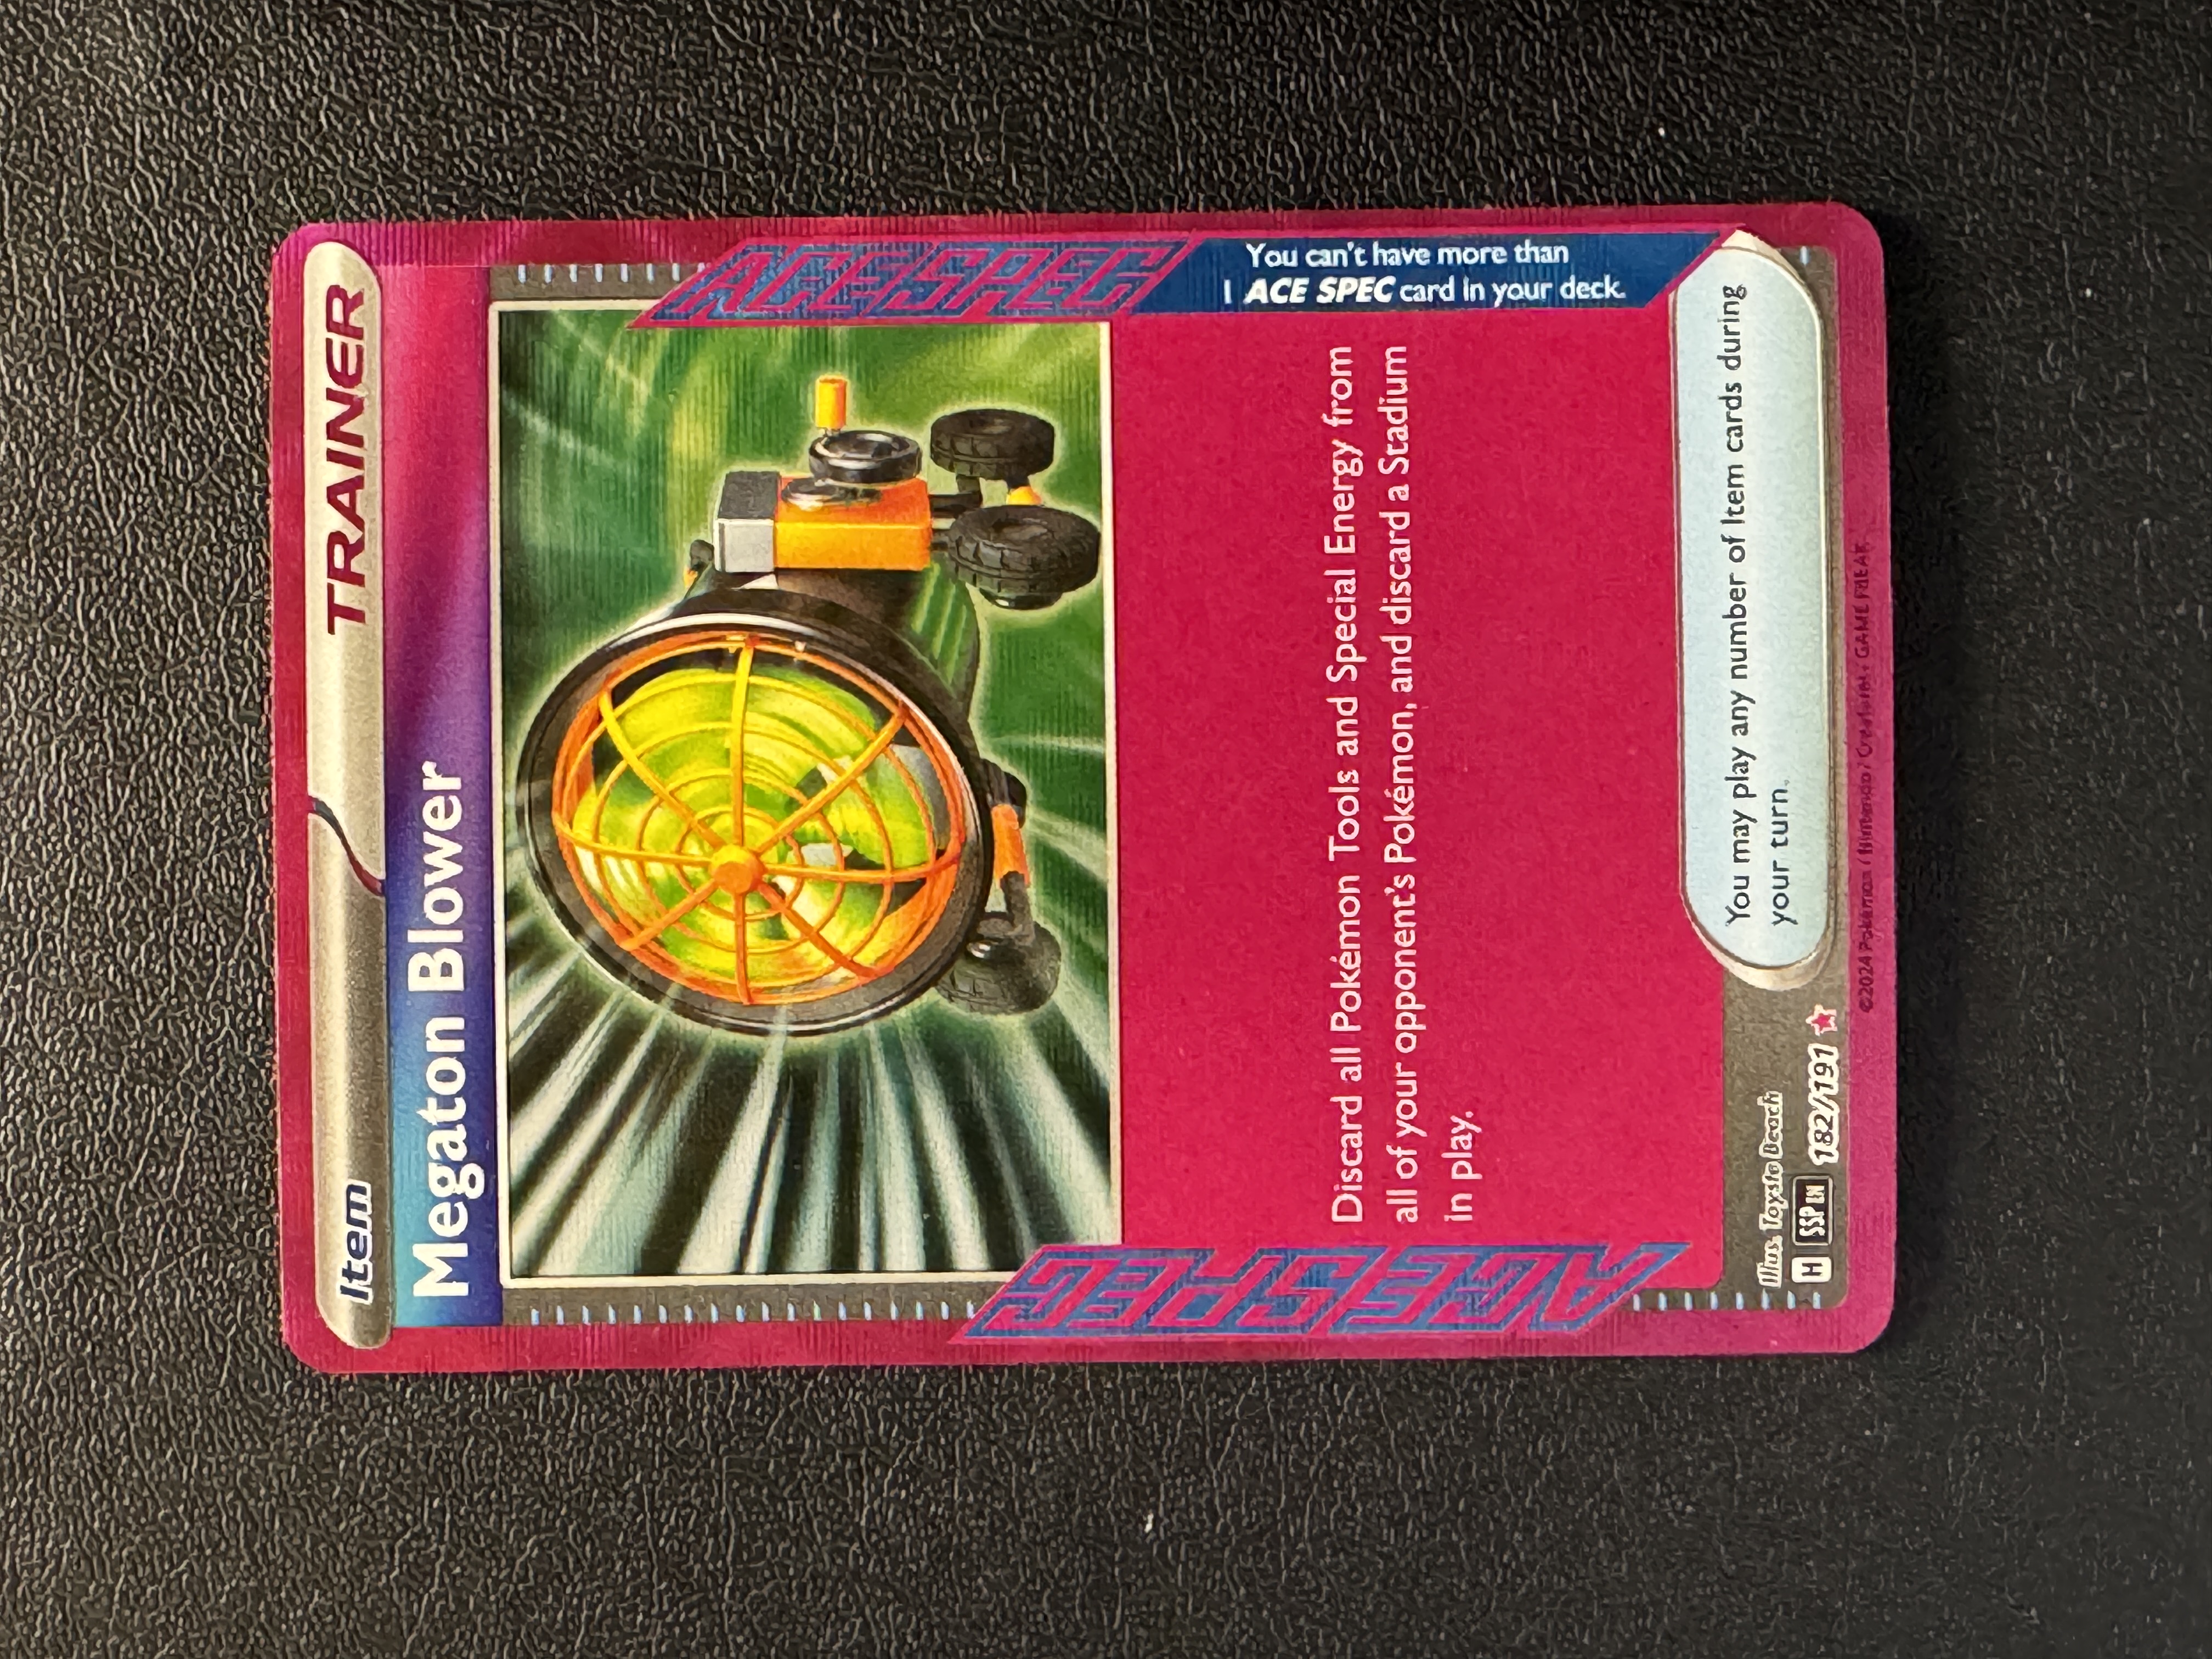 Item
TRAINER
Megaton Blower
ACE SPEC
You can't have more than
1 ACE SPEC card in your deck.
Discard all Pokémon Tools and Special Energy from
all of your opponent's Pokémon, and discard a Stadium
in play.
ACE SPEC
You may play any number of Item cards during
your turn.
Illus. Toyste Beach
H SSP EN 182/191
©2024 Pokémon / Nintendo / Creatures / GAME FREAK